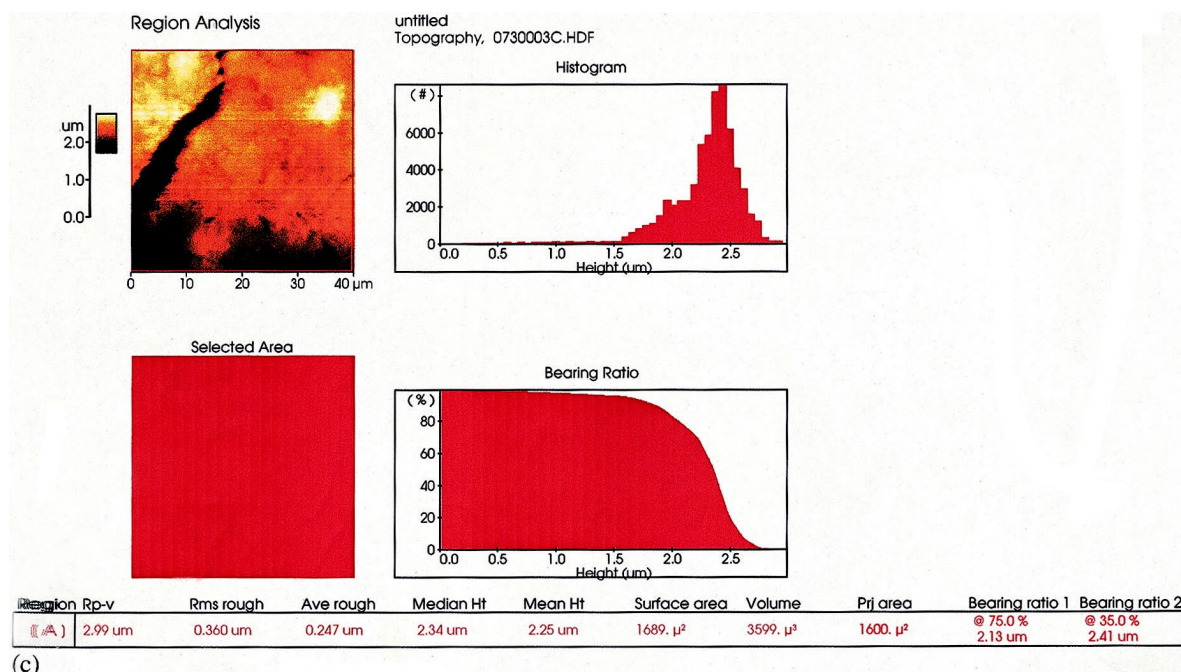 Region Analysis
untitled
Topography, 0730003C.HDF
Histogram
(#)
6000
4000
2000
0
0.0 0.5 1.0 1.5 2.0 2.5
Height (um)
um
2.0
1.0
0.0
0 10 20 30 40 µm
Selected Area
Bearing Ratio
(%)
80
60
40
20
0
0.0 0.5 1.0 1.5 2.0 2.5
Height (um)
Region Rp-v Rms rough Ave rough Median Ht Mean Ht Surface area Volume Prj area Bearing ratio 1 Bearing ratio 2
(A) 2.99 um 0.360 um 0.247 um 2.34 um 2.25 um 1689. µ² 3599. µ³ 1600. µ² @ 75.0 % @ 35.0 %
2.13 um 2.41 um
(c)